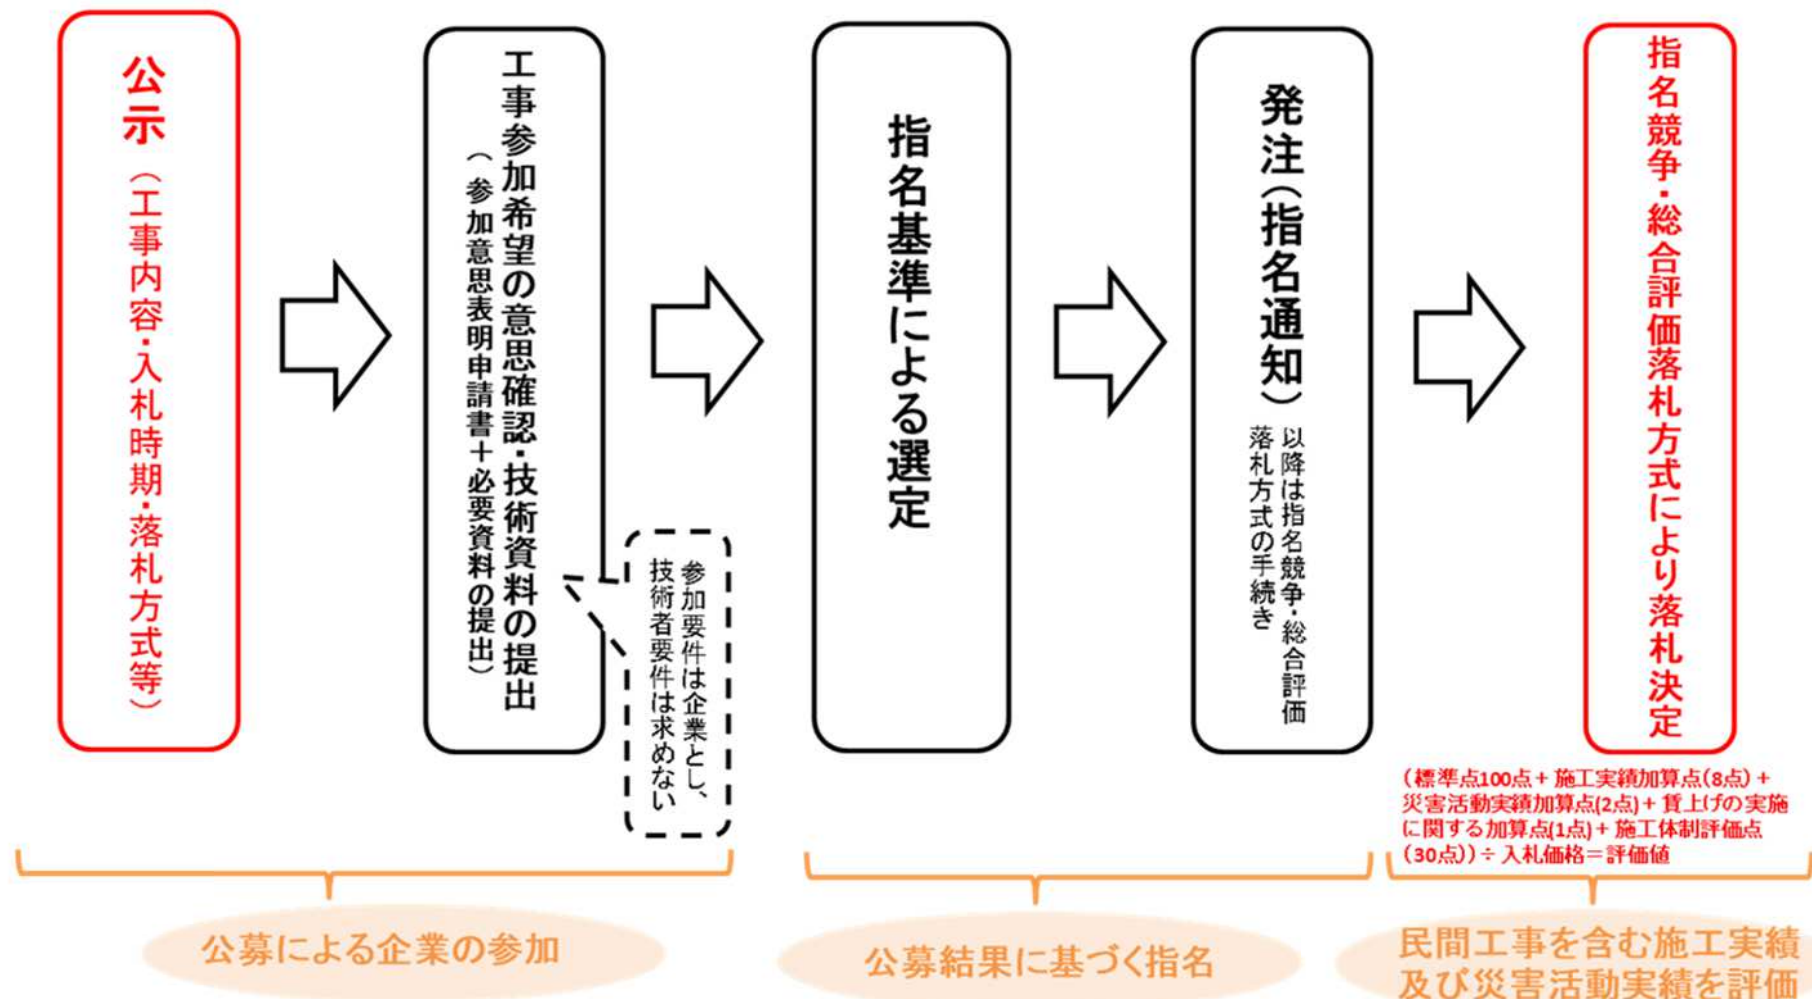 公示（工事内容・入札時期・落札方式等）
工事参加希望の意思確認・技術資料の提出
（参加意思表明申請書＋必要資料の提出）
参加要件は企業とし、
技術者要件は求めない
指名基準による選定
発注（指名通知）
以降は指名競争・総合評価
落札方式の手続き
指名競争・総合評価落札方式により落札決定
（標準点100点+施工実績加算点(8点)+
災害活動実績加算点(2点)+賃上げの実施
に関する加算点(1点)+施工体制評価点
（30点））÷入札価格＝評価値
公募による企業の参加
公募結果に基づく指名
民間工事を含む施工実績
及び災害活動実績を評価